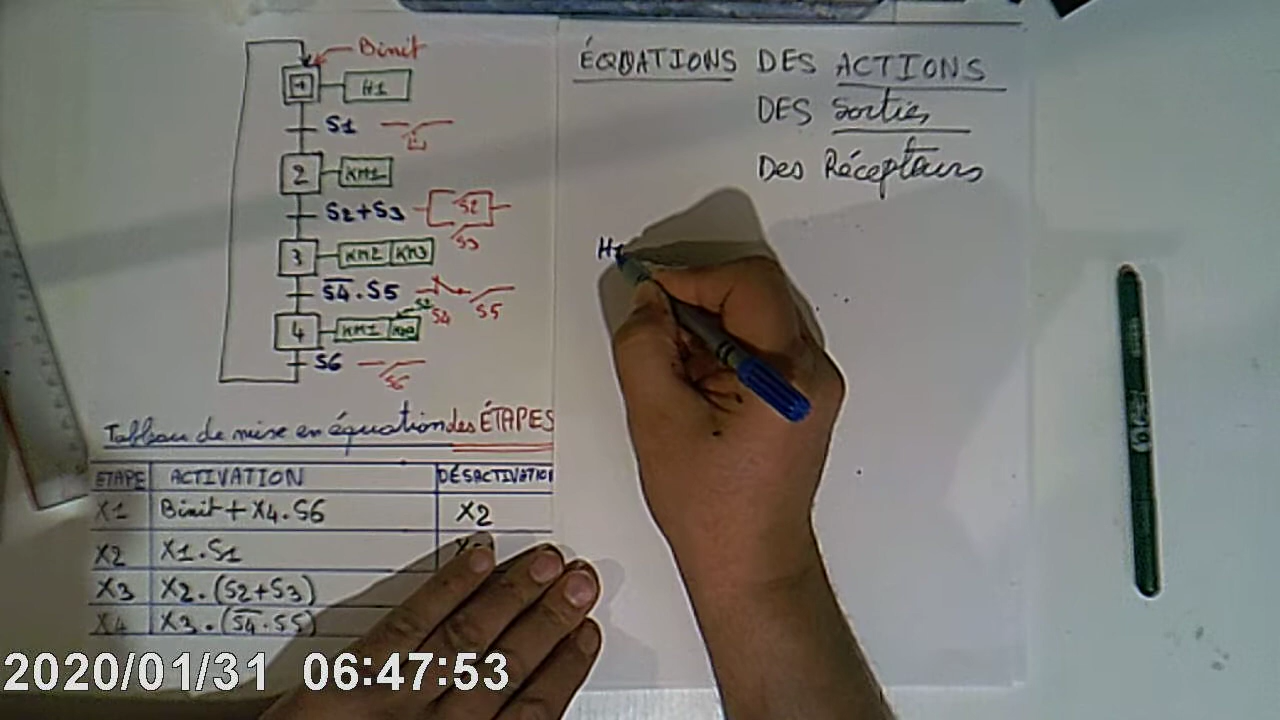 Binit
1 H1
S1
2 KM1
S2+S3 S2
S3
3 KM2 KM3
S4̅.S5 S4 S5
4 KM1
S6
S6
Tableau de mise en équation des ÉTAPES
ETAPE ACTIVATION DÉSACTIVATION
X1 Binit + X4.S6 X2
X2 X1.S1
X3 X2.(S2+S3)
X4 X3.(S4̅.S5)
ÉQUATIONS DES ACTIONS
DES Sorties
Des Récepteurs
2020/01/31 06:47:53